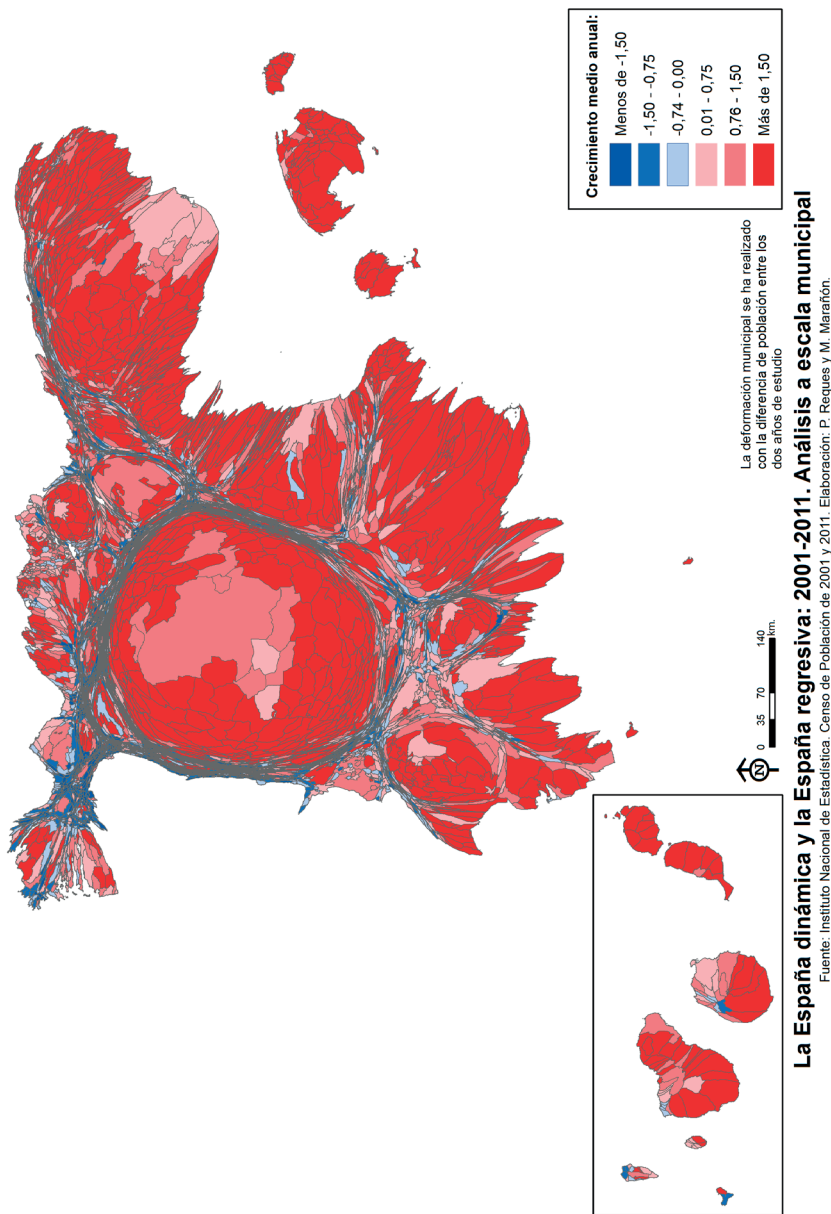 Crecimiento medio anual:
Menos de -1,50
-1,50 - -0,75
-0,74 - 0,00
0,01 - 0,75
0,76 - 1,50
Más de 1,50
La deformación municipal se ha realizado
con la diferencia de población entre los
dos años de estudio
N
0 35 70 140
km.
La España dinámica y la España regresiva: 2001-2011. Análisis a escala municipal
Fuente: Instituto Nacional de Estadística. Censo de Población de 2001 y 2011. Elaboración: P. Reques y M. Marañón.